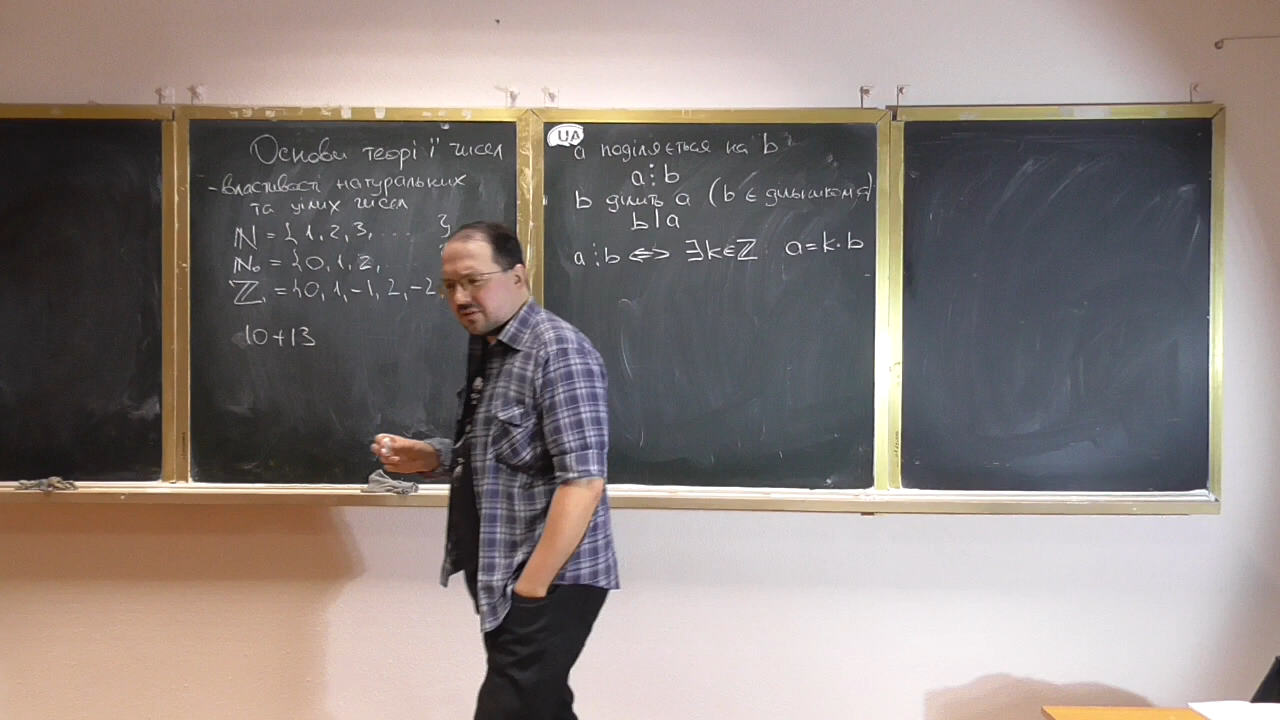 Основи теорії чисел
- властивості натуральних
та цілих чисел
ℕ = {1, 2, 3, ... }
ℕ₀ = {0, 1, 2,
ℤ = {0, 1, -1, 2, -2
10+13
UA
a поділяється на b
a⋮b
b ділить a (b є дільником a)
b|a
a⋮b ⟺ ∃k∈ℤ a=k·b